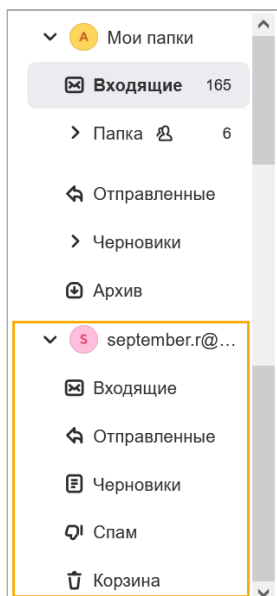 А Мои папки
Входящие 165
Папка 6
Отправленные
Черновики
Архив
S september.r@...
Входящие
Отправленные
Черновики
Спам
Корзина